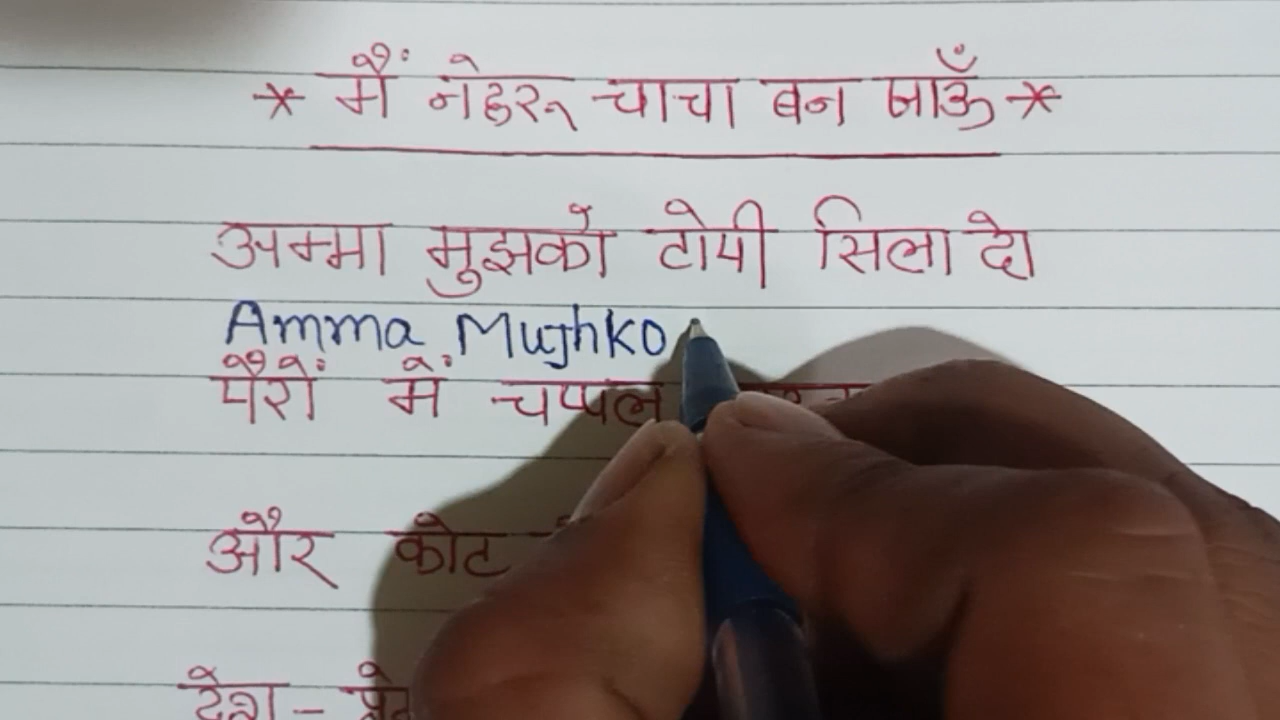 * मैं नेहरू चाचा बन जाऊँ *
अम्मा मुझको टोपी सिला दो
Amma Mujhko
पैरों में चप्पल
और कोट
देश -